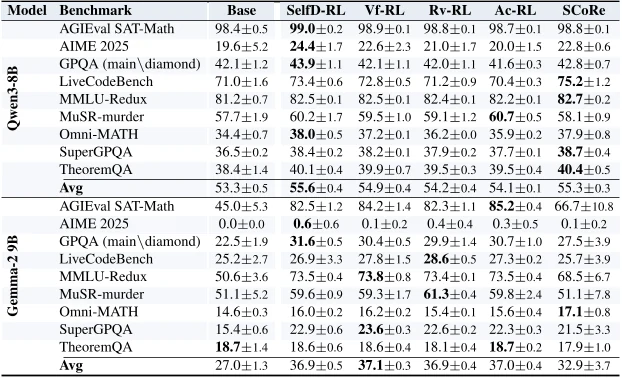 Model Benchmark Base SelfD-RL Vf-RL Rv-RL Ac-RL SCoRe
Qwen3-8B
AGIEval SAT-Math 98.4±0.5 99.0±0.2 98.9±0.1 98.8±0.1 98.7±0.1 98.8±0.1
AIME 2025 19.6±5.2 24.4±1.7 22.6±2.3 21.0±1.7 20.0±1.5 22.8±0.6
GPQA (main\diamond) 42.1±1.2 43.9±1.1 42.1±1.1 42.0±1.1 41.6±0.3 42.8±0.7
LiveCodeBench 71.0±1.6 73.4±0.6 72.8±0.5 71.2±0.9 70.4±0.3 75.2±1.2
MMLU-Redux 81.2±0.7 82.5±0.1 82.5±0.1 82.4±0.1 82.2±0.1 82.7±0.2
MuSR-murder 57.7±1.9 60.2±1.7 59.5±1.0 59.1±1.2 60.7±0.5 58.1±0.9
Omni-MATH 34.4±0.7 38.0±0.5 37.2±0.1 36.2±0.0 35.9±0.2 37.9±0.8
SuperGPQA 36.5±0.2 38.4±0.2 38.2±0.1 37.9±0.2 37.7±0.1 38.7±0.4
TheoremQA 38.4±1.4 40.1±0.4 39.9±0.7 39.5±0.3 39.5±0.4 40.4±0.5
Avg 53.3±0.5 55.6±0.4 54.9±0.4 54.2±0.4 54.1±0.1 55.3±0.3
Gemma-2 9B
AGIEval SAT-Math 45.0±5.3 82.5±1.2 84.2±1.4 82.3±1.1 85.2±0.4 66.7±10.8
AIME 2025 0.0±0.0 0.6±0.6 0.1±0.2 0.4±0.4 0.3±0.5 0.1±0.2
GPQA (main\diamond) 22.5±1.9 31.6±0.5 30.4±0.5 29.9±1.4 30.7±1.0 27.5±3.9
LiveCodeBench 25.2±2.7 26.9±3.3 27.8±1.5 28.6±0.5 27.3±0.2 25.7±3.9
MMLU-Redux 50.6±3.6 73.5±0.4 73.8±0.8 73.4±0.1 73.5±0.4 68.5±6.7
MuSR-murder 51.1±5.2 59.6±0.9 59.3±1.7 61.3±0.4 59.8±2.4 51.1±7.8
Omni-MATH 14.6±0.3 16.0±0.2 16.2±0.2 15.4±0.1 15.6±0.4 17.1±0.8
SuperGPQA 15.4±0.6 22.9±0.6 23.6±0.3 22.6±0.2 22.3±0.3 21.5±3.3
TheoremQA 18.7±1.4 18.6±0.6 18.6±0.4 18.1±0.4 18.7±0.2 17.9±1.0
Avg 27.0±1.3 36.9±0.5 37.1±0.3 36.9±0.4 37.0±0.4 32.9±3.7